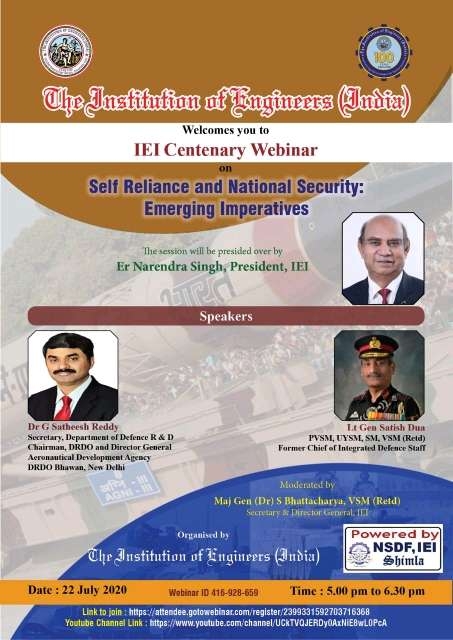 The Institution of Engineers (India)
Welcomes you to
IEI Centenary Webinar
on
Self Reliance and National Security:
Emerging Imperatives
The session will be presided over by
Er Narendra Singh, President, IEI
Speakers
Dr G Satheesh Reddy
Secretary, Department of Defence R & D
Chairman, DRDO and Director General
Aeronautical Development Agency
DRDO Bhawan, New Delhi
Lt Gen Satish Dua
PVSM, UYSM, SM, VSM (Retd)
Former Chief of Integrated Defence Staff
भारत
अग्नि-III
AGNI-III
Moderated by
Maj Gen (Dr) S Bhattacharya, VSM (Retd)
Secretary & Director General, IEI
Organised by
The Institution of Engineers (India)
Powered by
NSDF, IEI
Shimla
Date : 22 July 2020
Webinar ID 416-928-659
Time : 5.00 pm to 6.30 pm
Link to join : https://attendee.gotowebinar.com/register/2399331592703716368
Youtube Channel Link : https://www.youtube.com/channel/UCkTVQJERDy0AxNiE8wL0PcA